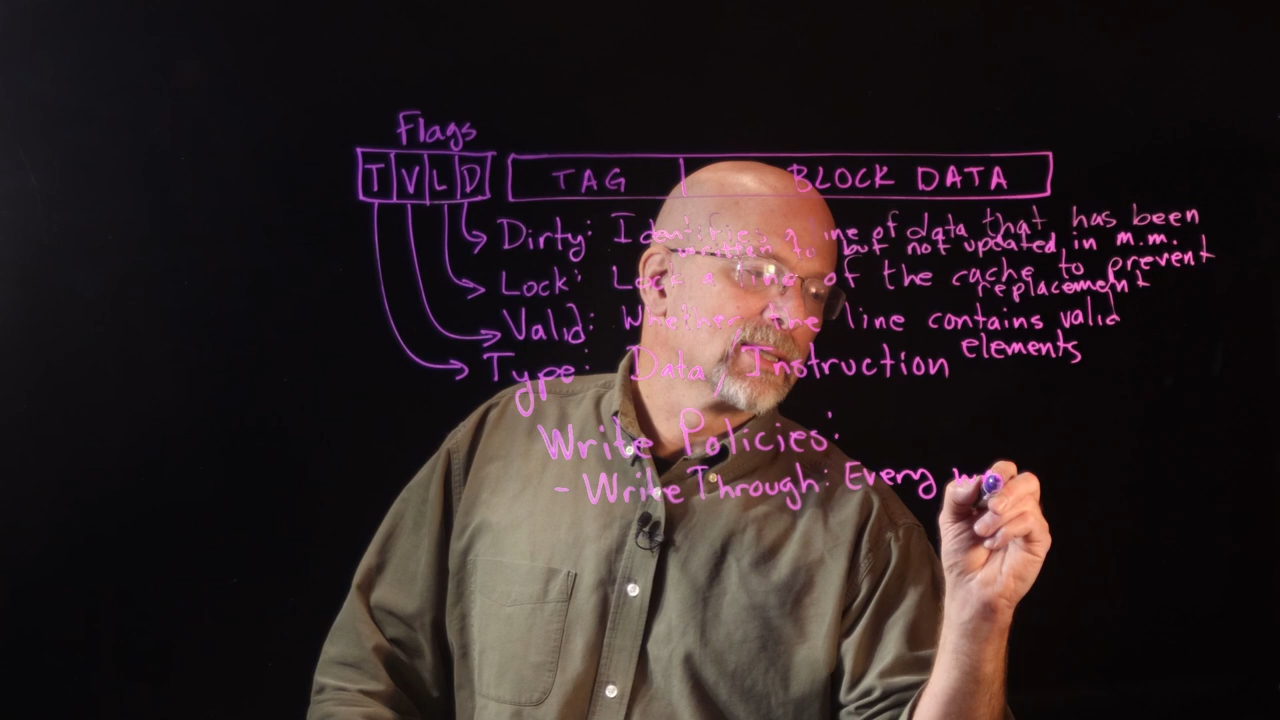 Flags
T V L D TAG BLOCK DATA
Dirty: Identifies a line of data that has been
written to but not updated in m.m.
Lock: Lock a line of the cache to prevent
replacement
Valid: Whether the line contains valid
elements
Type: Data / Instruction
Write Policies:
- Write Through: Every